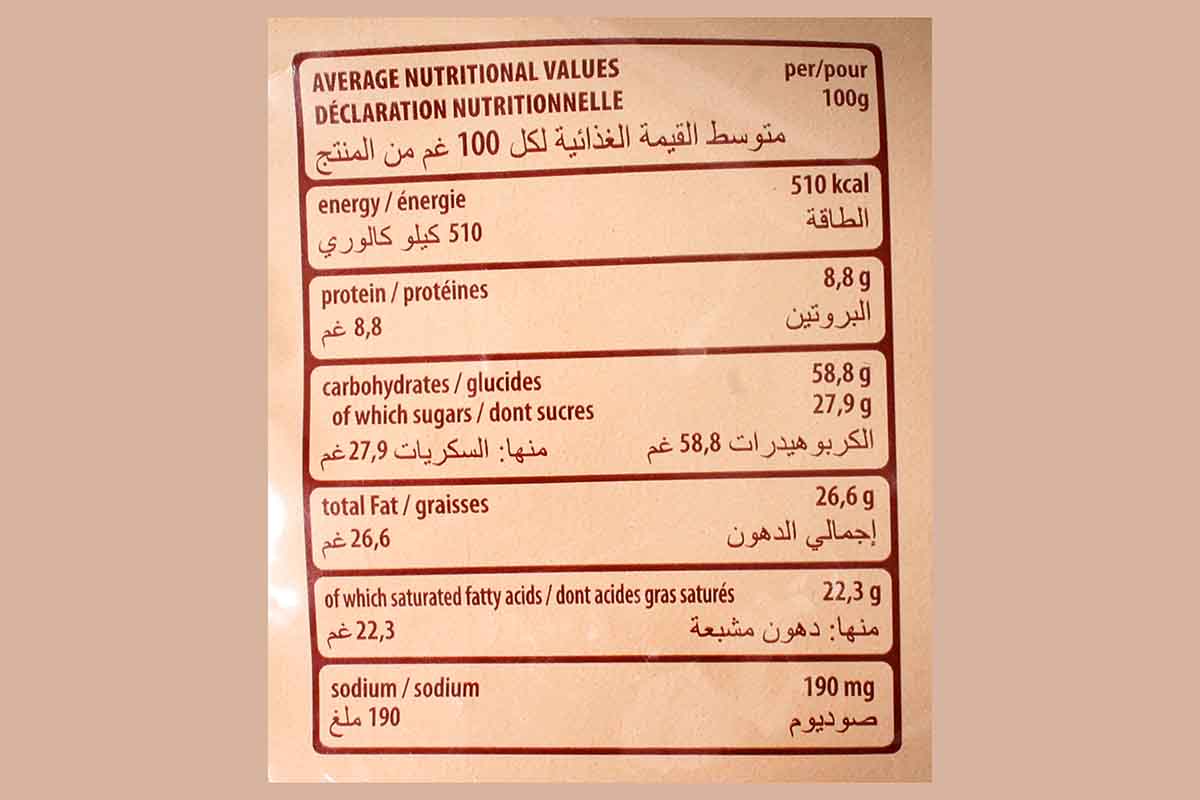 AVERAGE NUTRITIONAL VALUES per/pour
DÉCLARATION NUTRITIONNELLE 100g
متوسط القيمة الغذائية لكل 100 غم من المنتج
energy / énergie 510 kcal
الطاقة 510 كيلو كالوري
protein / protéines 8,8 g
البروتين 8,8 غم
carbohydrates / glucides 58,8 g
of which sugars / dont sucres 27,9 g
الكربوهيدرات 58,8 غم منها: السكريات 27,9 غم
total Fat / graisses 26,6 g
إجمالي الدهون 26,6 غم
of which saturated fatty acids / dont acides gras saturés 22,3 g
منها: دهون مشبعة 22,3 غم
sodium / sodium 190 mg
صوديوم 190 ملغ